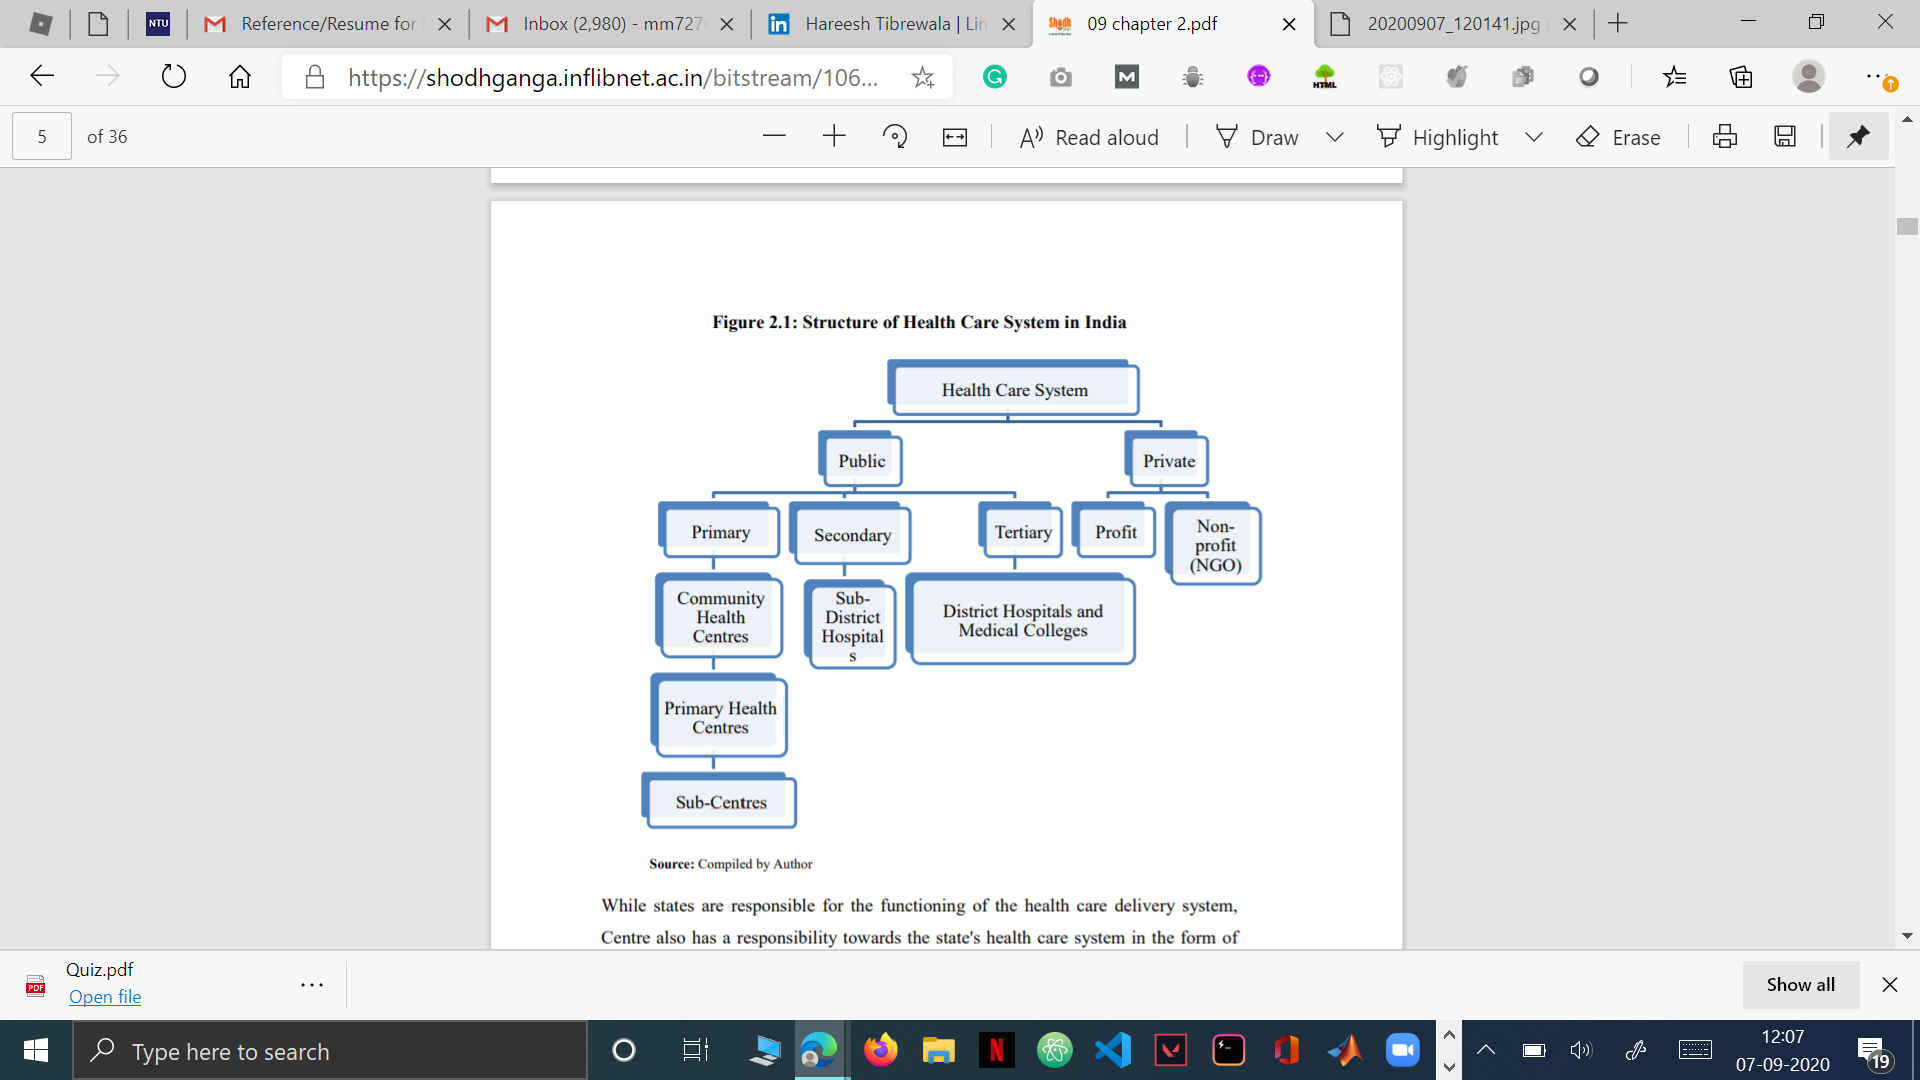 NTU
Reference/Resume for
Inbox (2,980) - mm727
Hareesh Tibrewala | Lin
Shodh
09 chapter 2.pdf
20200907_120141.jpg
https://shodhganga.inflibnet.ac.in/bitstream/106...
G
M
HTML
5
of 36
Read aloud
Draw
Highlight
Erase
Figure 2.1: Structure of Health Care System in India
Health Care System
Public
Private
Primary
Secondary
Tertiary
Profit
Non-
profit
(NGO)
Community
Health
Centres
Sub-
District
Hospital
s
District Hospitals and
Medical Colleges
Primary Health
Centres
Sub-Centres
Source: Compiled by Author
While states are responsible for the functioning of the health care delivery system,
Centre also has a responsibility towards the state's health care system in the form of
PDF
Quiz.pdf
Open file
Show all
Type here to search
N
12:07
07-09-2020
19